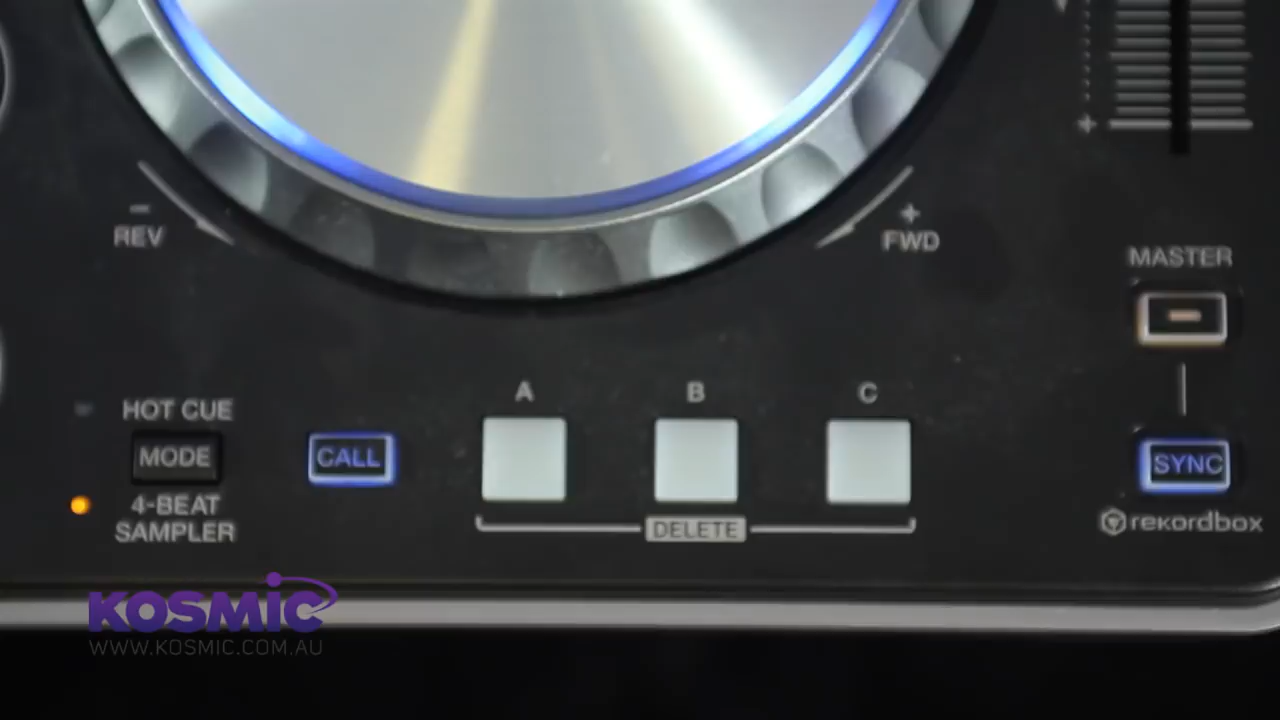 +
-
REV
+
FWD
MASTER
A
B
C
HOT CUE
MODE
CALL
SYNC
4-BEAT
SAMPLER
DELETE
rekordbox
KOSMIC
WWW.KOSMIC.COM.AU